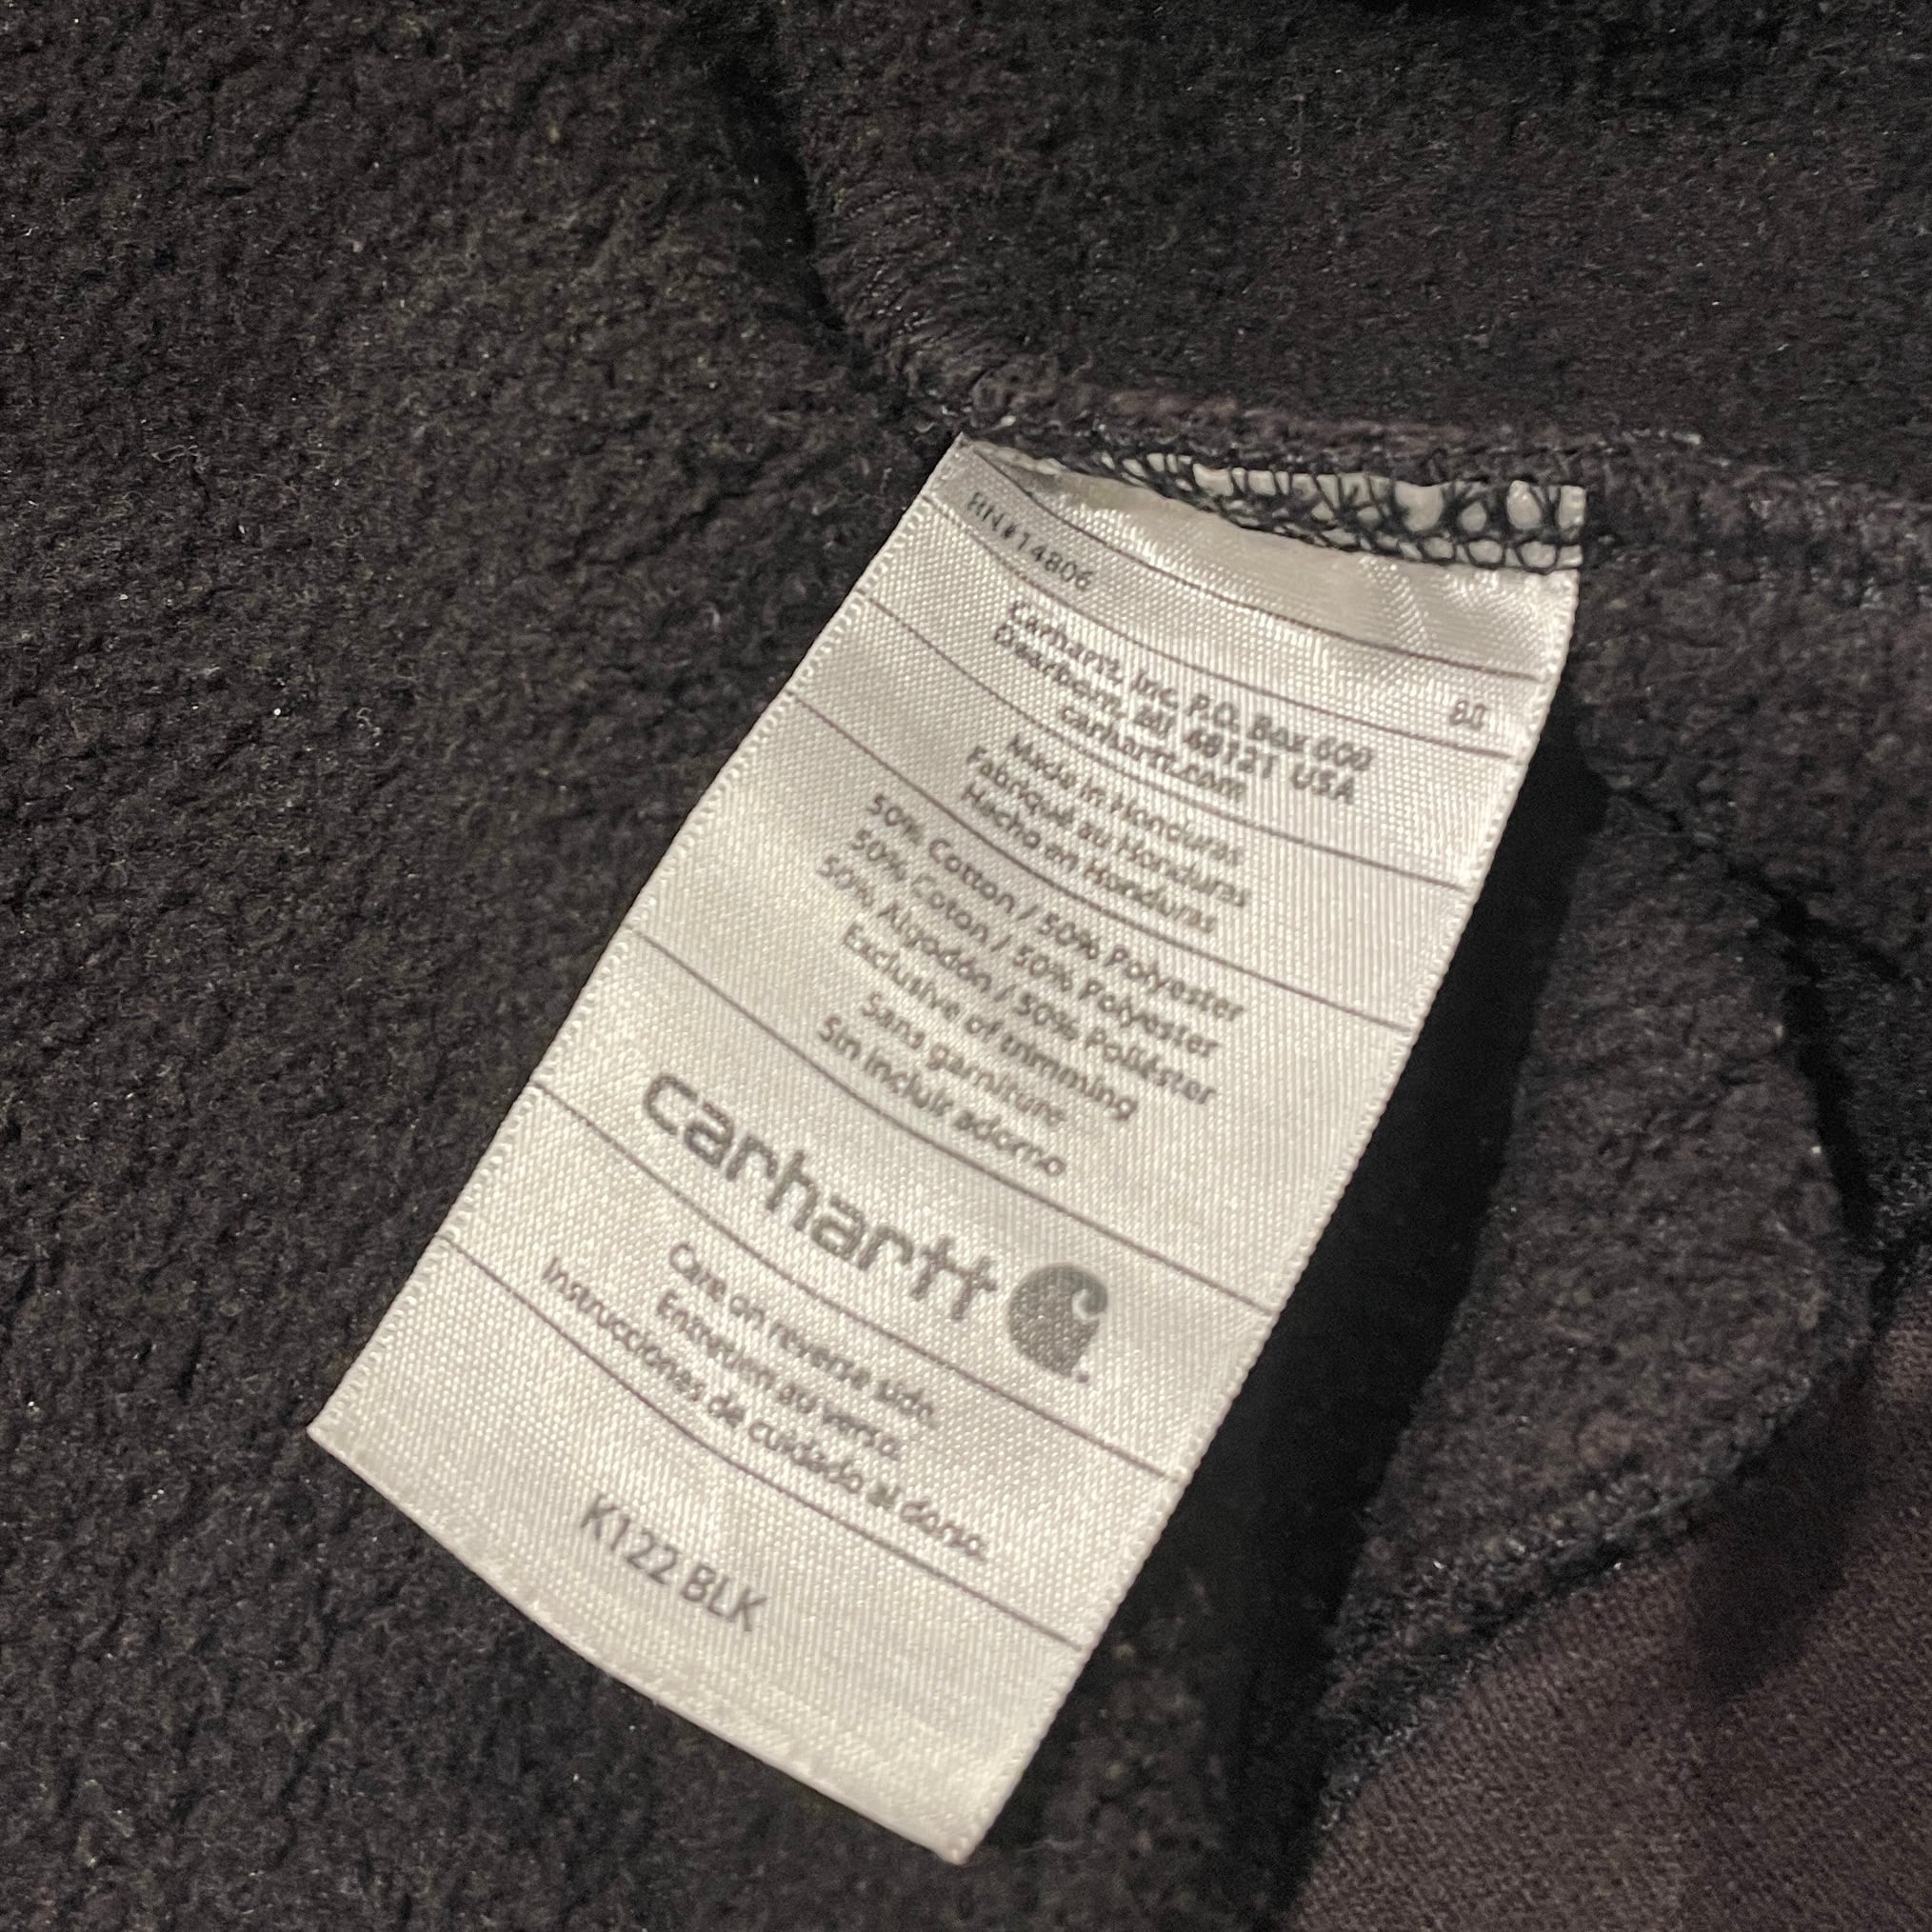 RN#14806
Carhartt, Inc. P.O. Box 600
Dearborn, MI 48121 USA
carhartt.com
Made in Honduras
Fabriqué au Honduras
Hecho en Honduras
50% Cotton / 50% Polyester
50% Coton / 50% Polyester
50% Algodón / 50% Poliéster
Exclusive of trimming
Sans garniture
Sin incluir adorno
carhartt
Care on reverse side.
Entretien au verso.
Instrucciones de cuidado al dorso.
K122 BLK